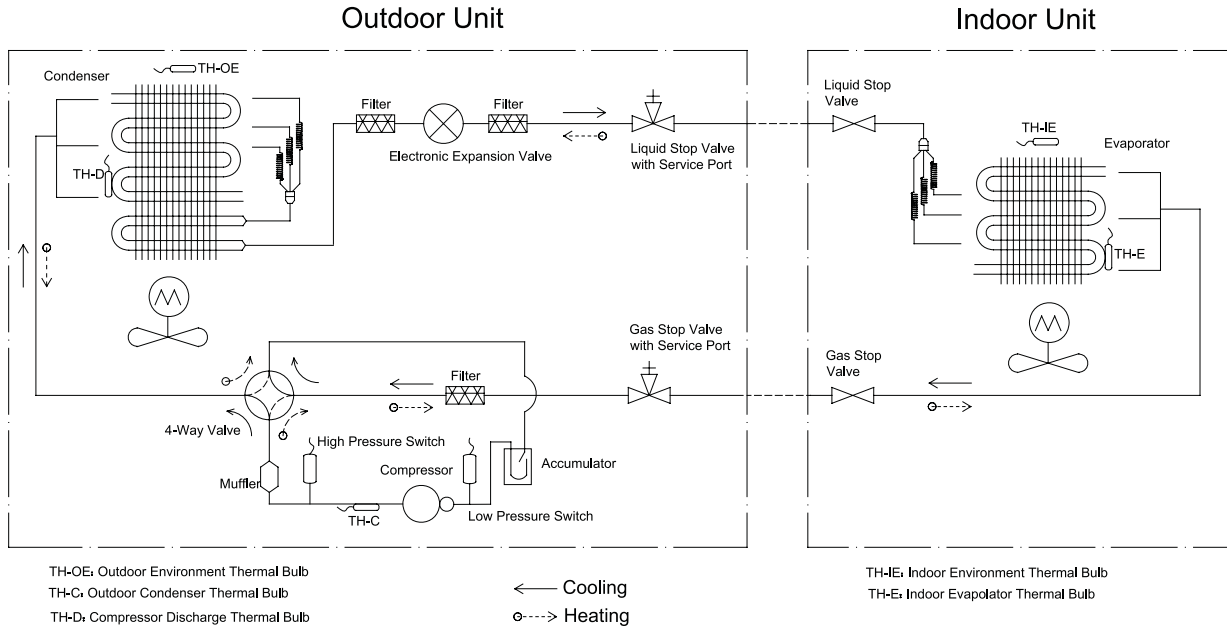 Outdoor Unit
Indoor Unit
Condenser
TH-OE
Filter
Filter
Electronic Expansion Valve
Liquid Stop Valve
with Service Port
Liquid Stop
Valve
TH-IE
Evaporator
TH-D
TH-E
Gas Stop Valve
with Service Port
Gas Stop
Valve
Filter
4-Way Valve
High Pressure Switch
Compressor
Accumulator
Muffler
TH-C
Low Pressure Switch
TH-OE: Outdoor Environment Thermal Bulb
TH-C: Outdoor Condenser Thermal Bulb
TH-D: Compressor Discharge Thermal Bulb
Cooling
Heating
TH-IE: Indoor Environment Thermal Bulb
TH-E: Indoor Evapolator Thermal Bulb